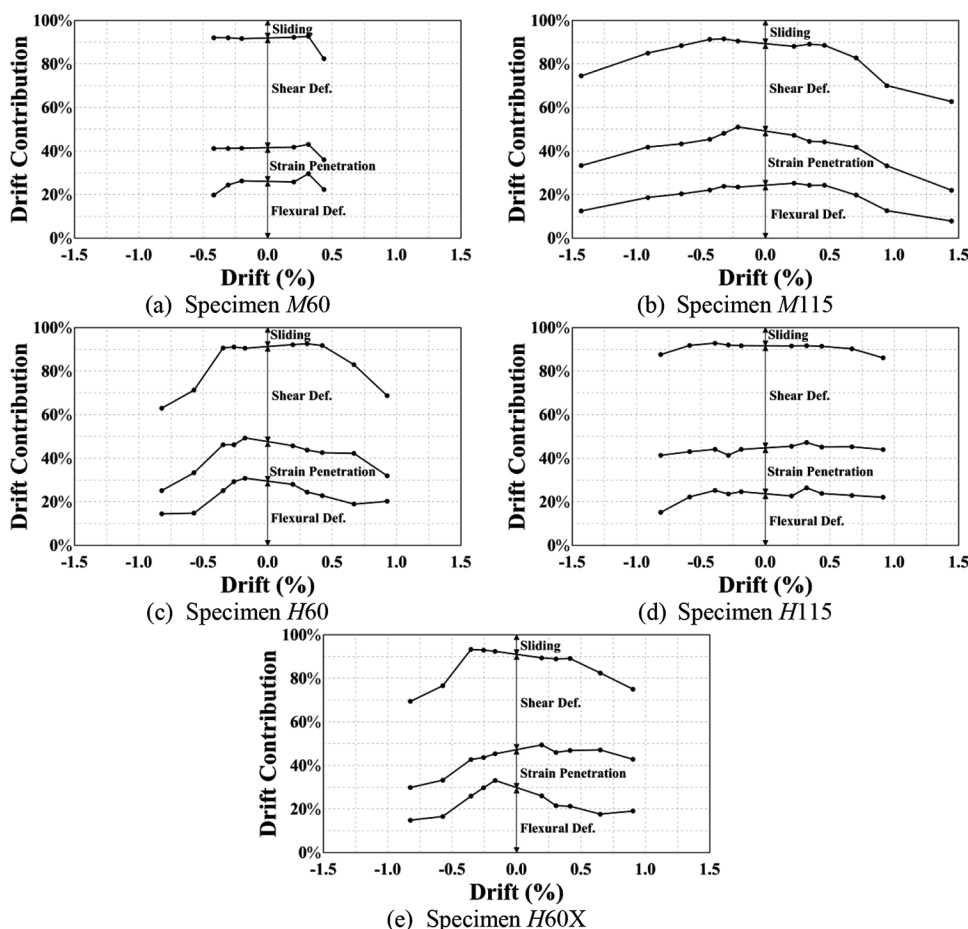 100%
80%
60%
40%
20%
0%
Drift Contribution
Sliding
Shear Def.
Strain Penetration
Flexural Def.
-1.5 -1.0 -0.5 0.0 0.5 1.0 1.5
Drift (%)
(a) Specimen M60
100%
80%
60%
40%
20%
0%
Drift Contribution
Sliding
Shear Def.
Strain Penetration
Flexural Def.
-1.5 -1.0 -0.5 0.0 0.5 1.0 1.5
Drift (%)
(b) Specimen M115
100%
80%
60%
40%
20%
0%
Drift Contribution
Sliding
Shear Def.
Strain Penetration
Flexural Def.
-1.5 -1.0 -0.5 0.0 0.5 1.0 1.5
Drift (%)
(c) Specimen H60
100%
80%
60%
40%
20%
0%
Drift Contribution
Sliding
Shear Def.
Strain Penetration
Flexural Def.
-1.5 -1.0 -0.5 0.0 0.5 1.0 1.5
Drift (%)
(d) Specimen H115
100%
80%
60%
40%
20%
0%
Drift Contribution
Sliding
Shear Def.
Strain Penetration
Flexural Def.
-1.5 -1.0 -0.5 0.0 0.5 1.0 1.5
Drift (%)
(e) Specimen H60X